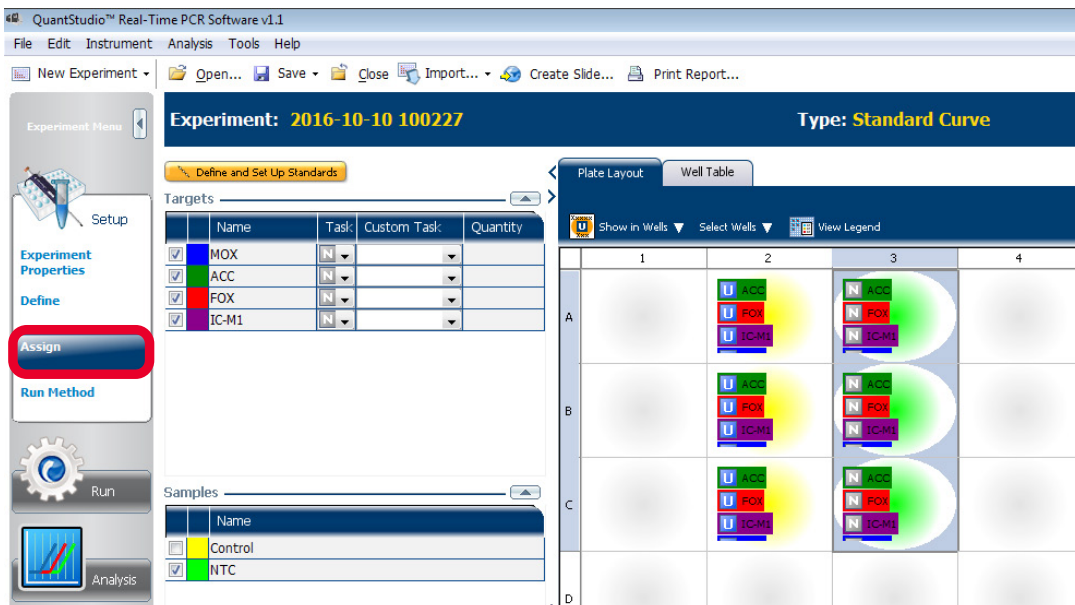 QuantStudio™ Real-Time PCR Software v1.1
File Edit Instrument Analysis Tools Help
New Experiment Open... Save Close Import... Create Slide... Print Report...
Experiment Menu
Experiment: 2016-10-10 100227 Type: Standard Curve
Setup
Experiment Properties
Define
Assign
Run Method
Run
Analysis
Define and Set Up Standards
Targets
Name Task Custom Task Quantity
MOX N
ACC N
FOX N
IC-M1 N
Samples
Name
Control
NTC
Plate Layout Well Table
Show in Wells Select Wells View Legend
1 2 3 4
A
U ACC N ACC
U FOX N FOX
U IC-M1 N IC-M1
B
U ACC N ACC
U FOX N FOX
U IC-M1 N IC-M1
C
U ACC N ACC
U FOX N FOX
U IC-M1 N IC-M1
D